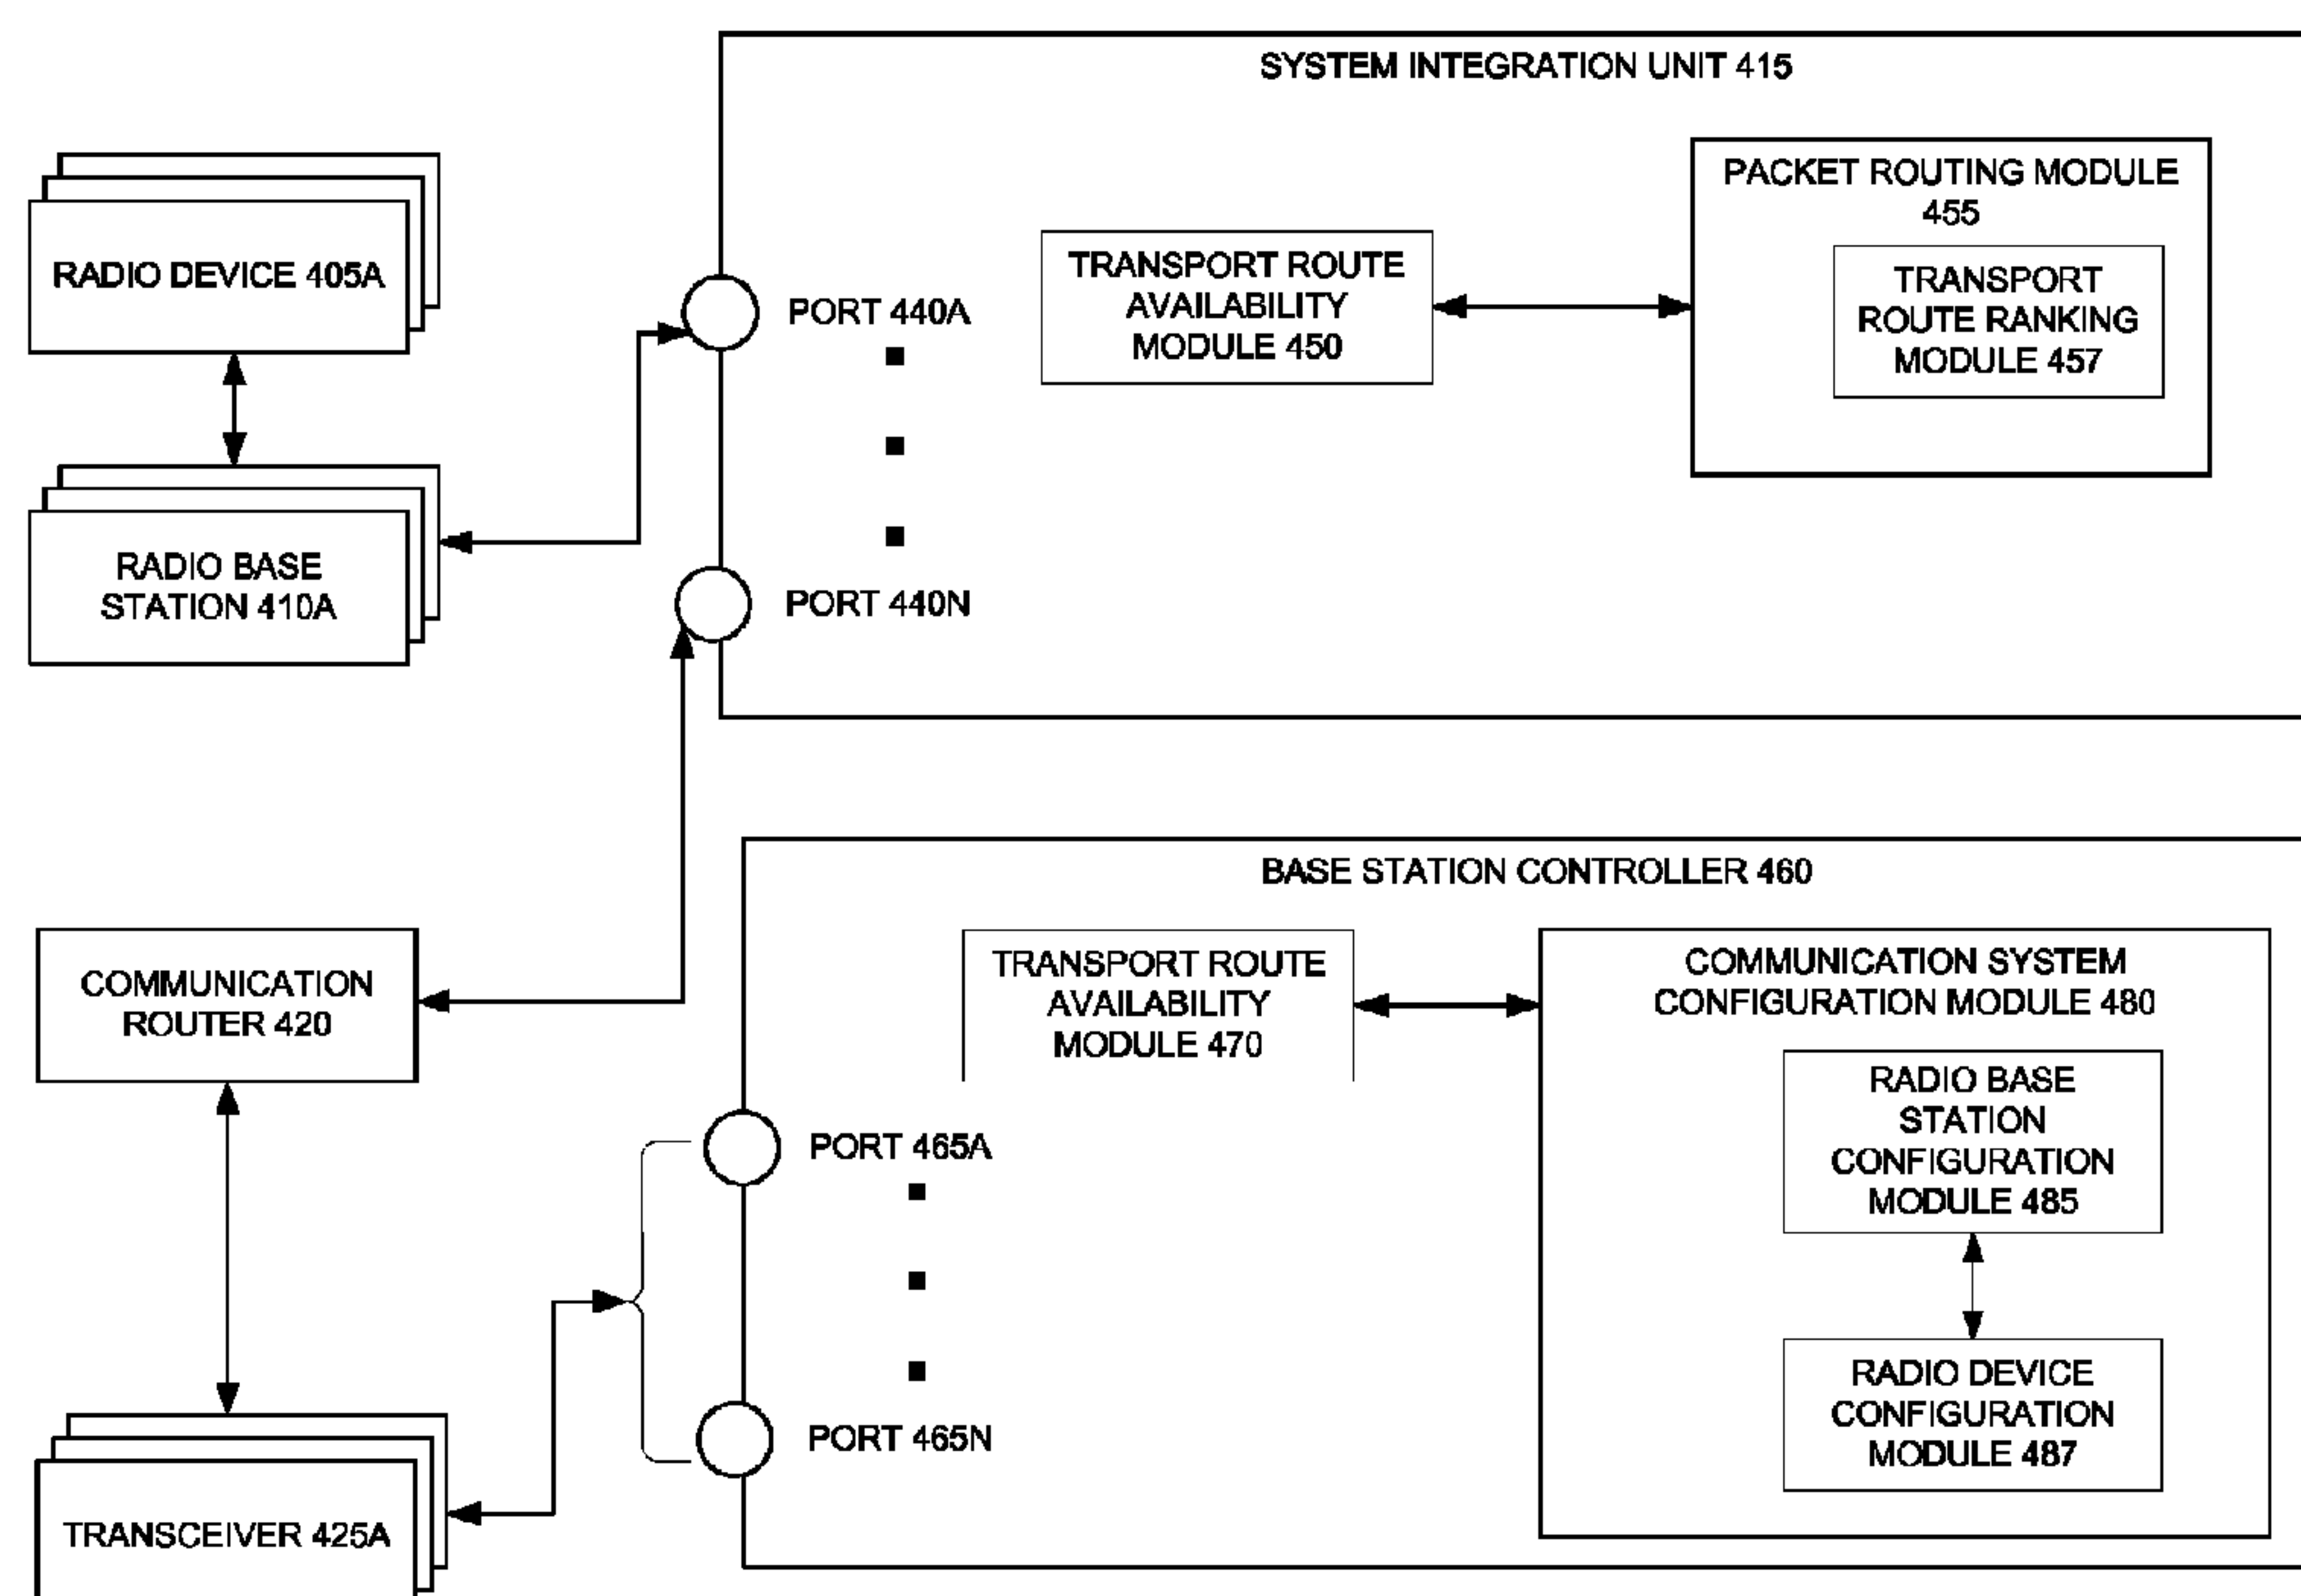 SYSTEM INTEGRATION UNIT 415
RADIO DEVICE 405A
RADIO BASE
STATION 410A
PORT 440A
PORT 440N
TRANSPORT ROUTE
AVAILABILITY
MODULE 450
PACKET ROUTING MODULE
455
TRANSPORT
ROUTE RANKING
MODULE 457
BASE STATION CONTROLLER 460
COMMUNICATION
ROUTER 420
TRANSCEIVER 425A
PORT 465A
PORT 465N
TRANSPORT ROUTE
AVAILABILITY
MODULE 470
COMMUNICATION SYSTEM
CONFIGURATION MODULE 480
RADIO BASE
STATION
CONFIGURATION
MODULE 485
RADIO DEVICE
CONFIGURATION
MODULE 487